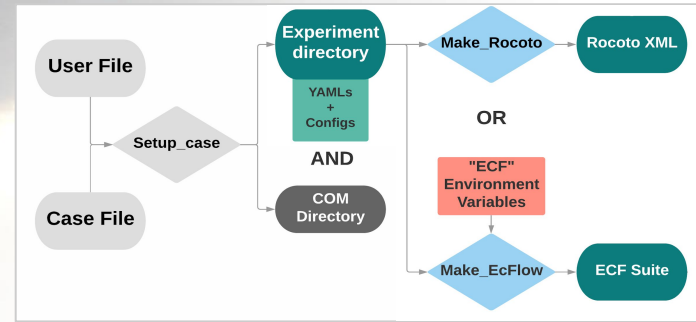 User File
Case File
Setup_case
Experiment
directory
YAMLs
+
Configs
AND
COM
Directory
Make_Rocoto
Rocoto XML
OR
"ECF"
Environment
Variables
Make_EcFlow
ECF Suite